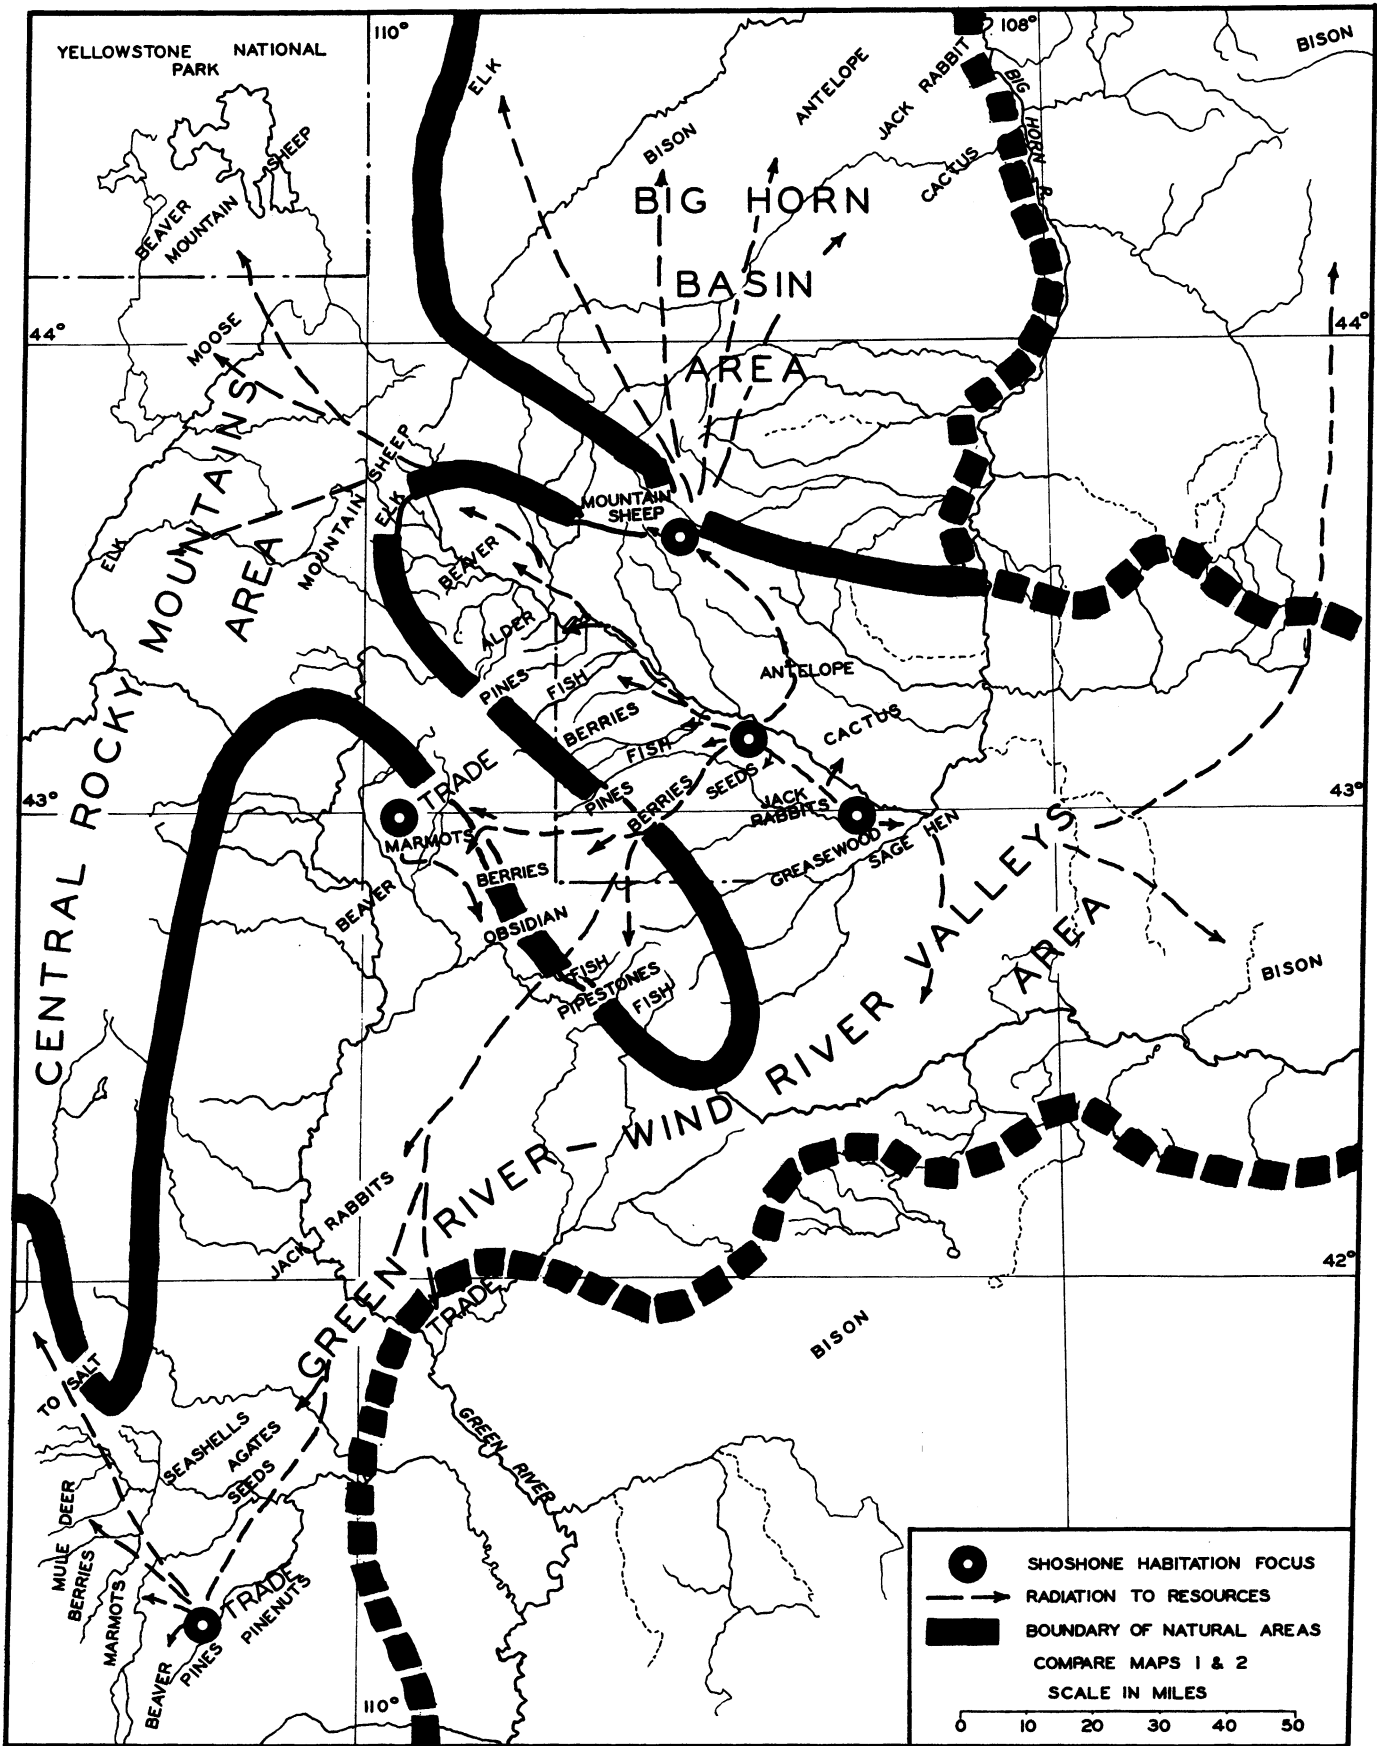 YELLOWSTONE NATIONAL
PARK
110°
108°
BISON
ELK
ANTELOPE
JACK RABBIT
BISON
CACTUS
BIG HORN R.
MOUNTAIN SHEEP
BEAVER
BIG HORN
BASIN
AREA
MOOSE
44°
44°
MOUNTAIN SHEEP
ELK
ELK
MOUNTAIN
SHEEP
BEAVER
ALDER
PINES
FISH
BERRIES
FISH
ANTELOPE
CACTUS
SEEDS
PINES
BERRIES
JACK
RABBITS
GREASEWOOD
SAGE HEN
43°
43°
TRADE
MARMOTS
BERRIES
BEAVER
OBSIDIAN
FISH
PIPESTONES
FISH
BISON
CENTRAL ROCKY
MOUNTAINS
AREA
GREEN RIVER – WIND RIVER VALLEYS
AREA
JACK RABBITS
42°
TRADE
BISON
TO SALT
GREEN RIVER
SEASHELLS
AGATES
SEEDS
MULE DEER
BERRIES
MARMOTS
BEAVER
PINES
TRADE
PINENUTS
110°
SHOSHONE HABITATION FOCUS
RADIATION TO RESOURCES
BOUNDARY OF NATURAL AREAS
COMPARE MAPS 1 & 2
SCALE IN MILES
0 10 20 30 40 50